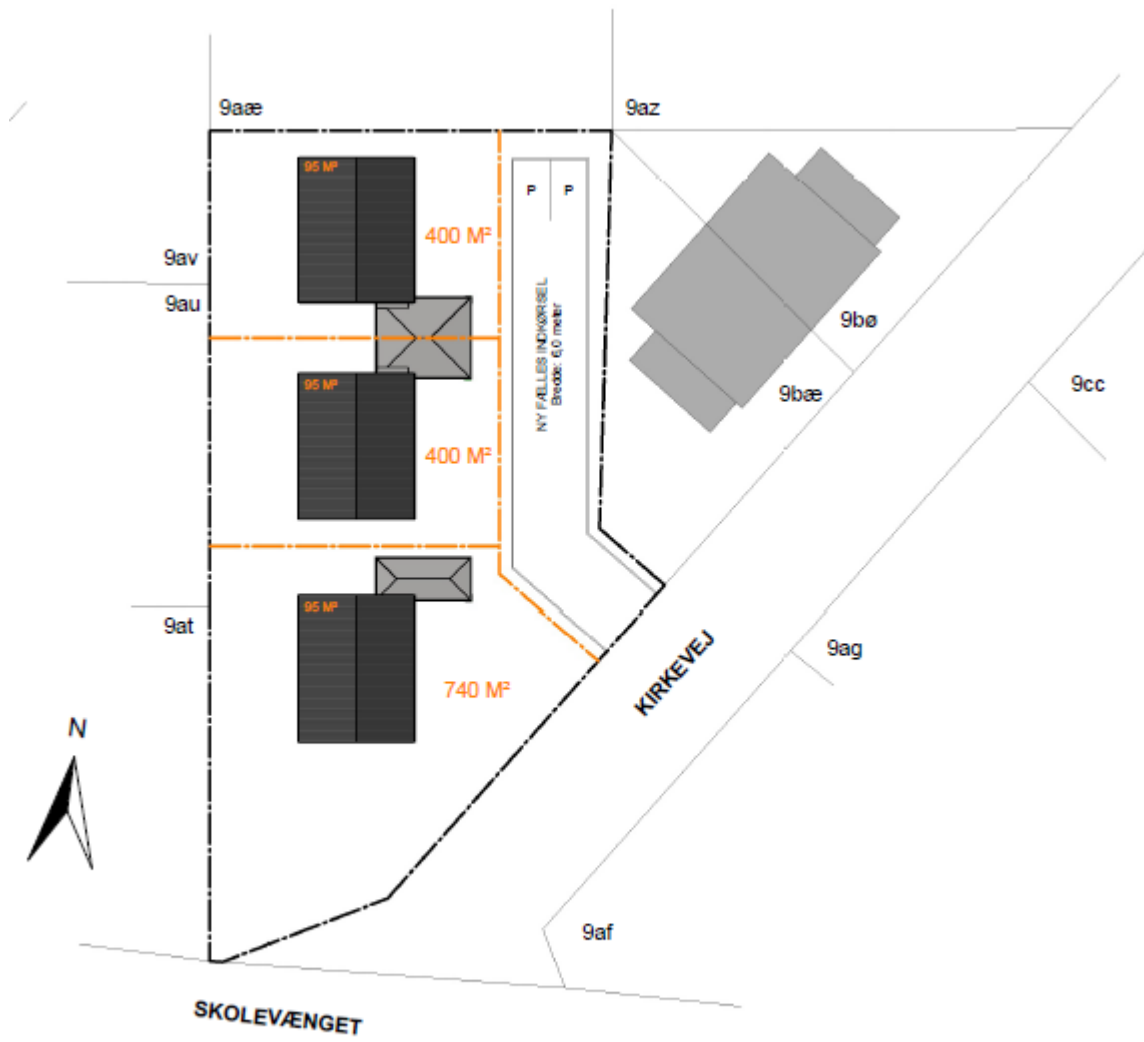 9aæ
9az
95 M²
P P
400 M²
9av
9au
NY FÆLLES INDKØRSEL
Bredde: 6,0 meter
9bø
95 M²
9bæ
9cc
400 M²
95 M²
9at
9ag
KIRKEVEJ
740 M²
N
9af
SKOLEVÆNGET